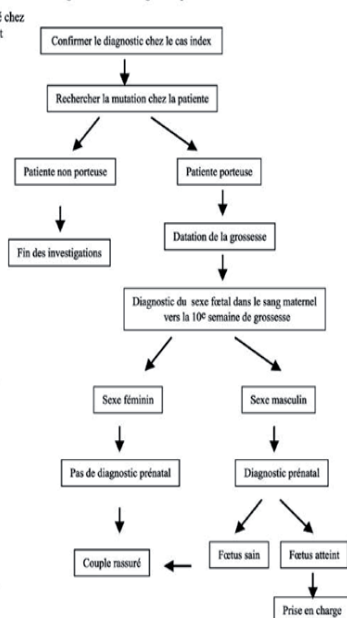 é chez
t
Confirmer le diagnostic chez le cas index
Rechercher la mutation chez la patiente
Patiente non porteuse
Patiente porteuse
Fin des investigations
Datation de la grossesse
Diagnostic du sexe fœtal dans le sang maternel
vers la 10e semaine de grossesse
Sexe féminin
Sexe masculin
Pas de diagnostic prénatal
Diagnostic prénatal
Couple rassuré
Fœtus sain
Fœtus atteint
Prise en charge